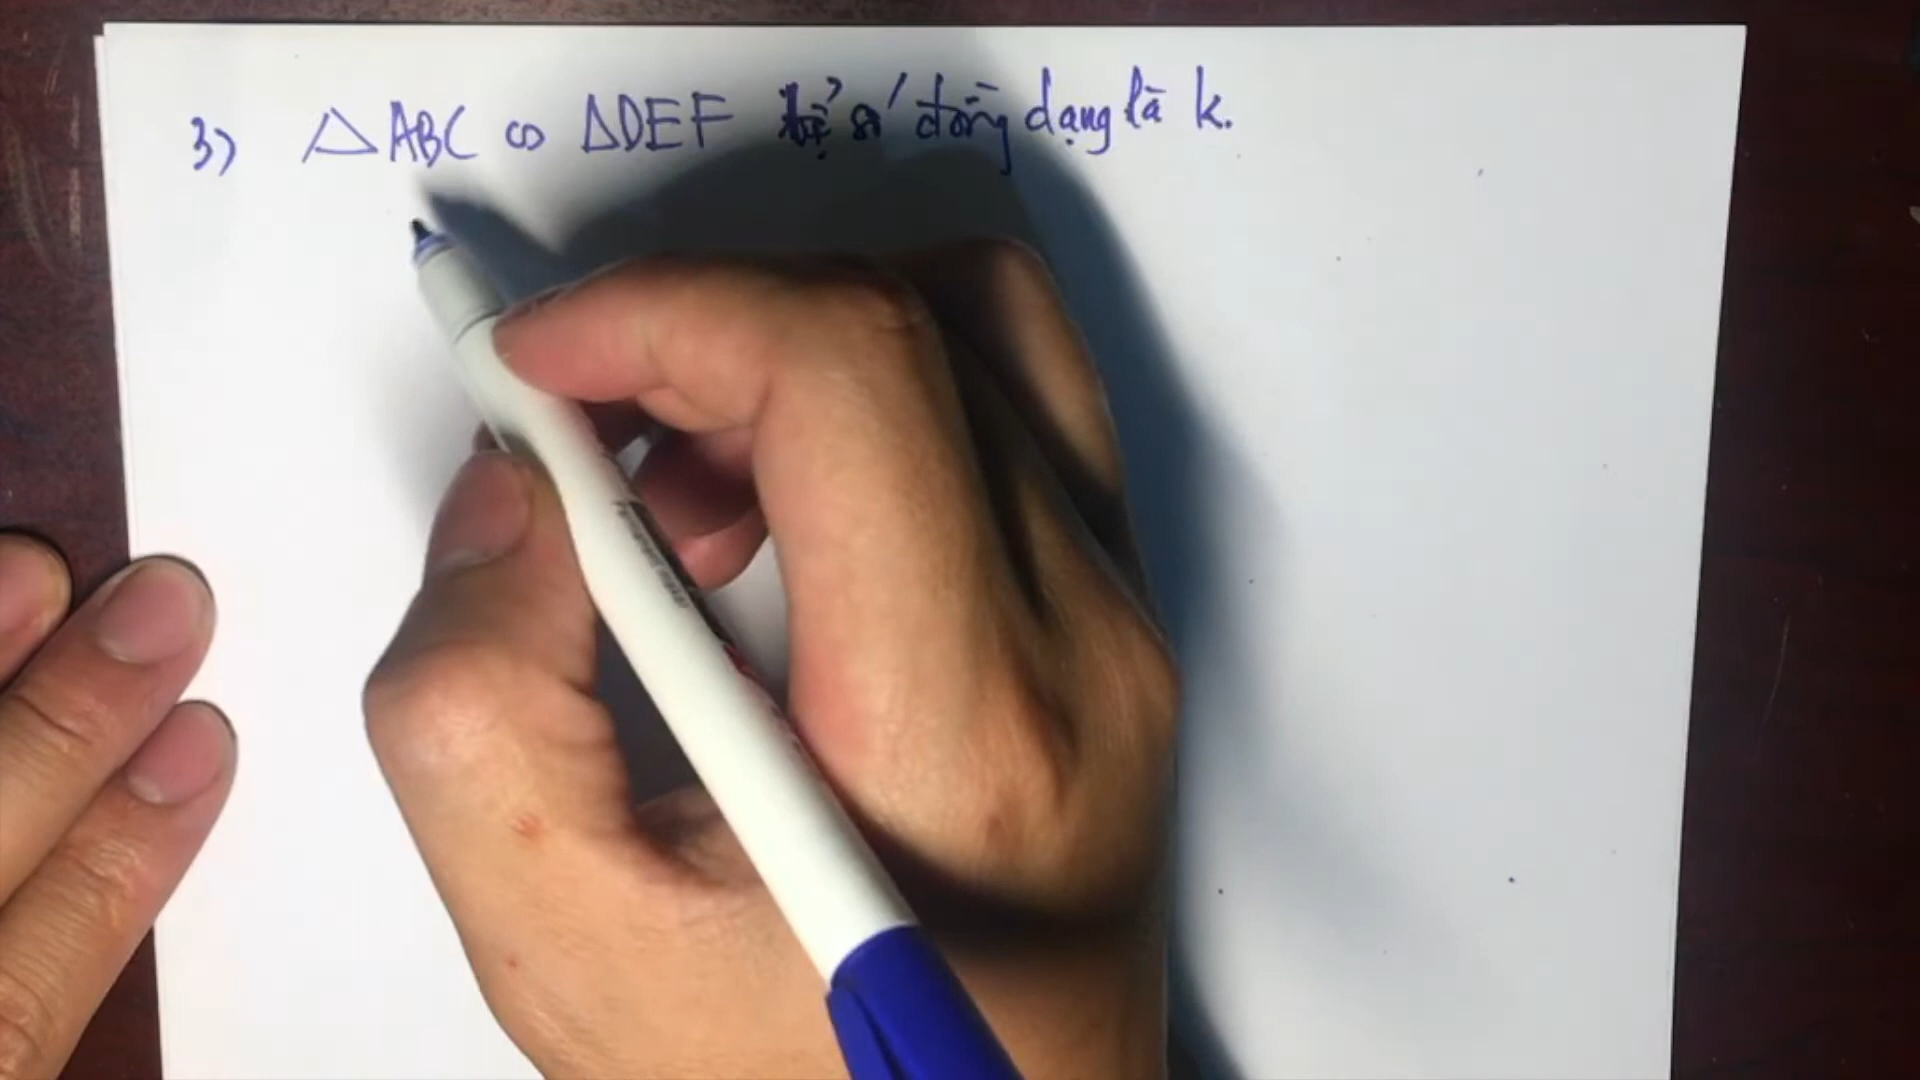 3) △ABC ∽ △DEF tỉ số đồng dạng là k.